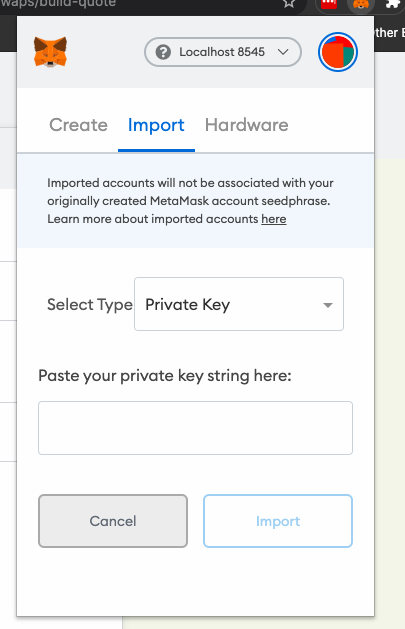 waps/build-quote
ther E
Localhost 8545
Create Import Hardware
Imported accounts will not be associated with your
originally created MetaMask account seedphrase.
Learn more about imported accounts here
Select Type Private Key
Paste your private key string here:
Cancel Import